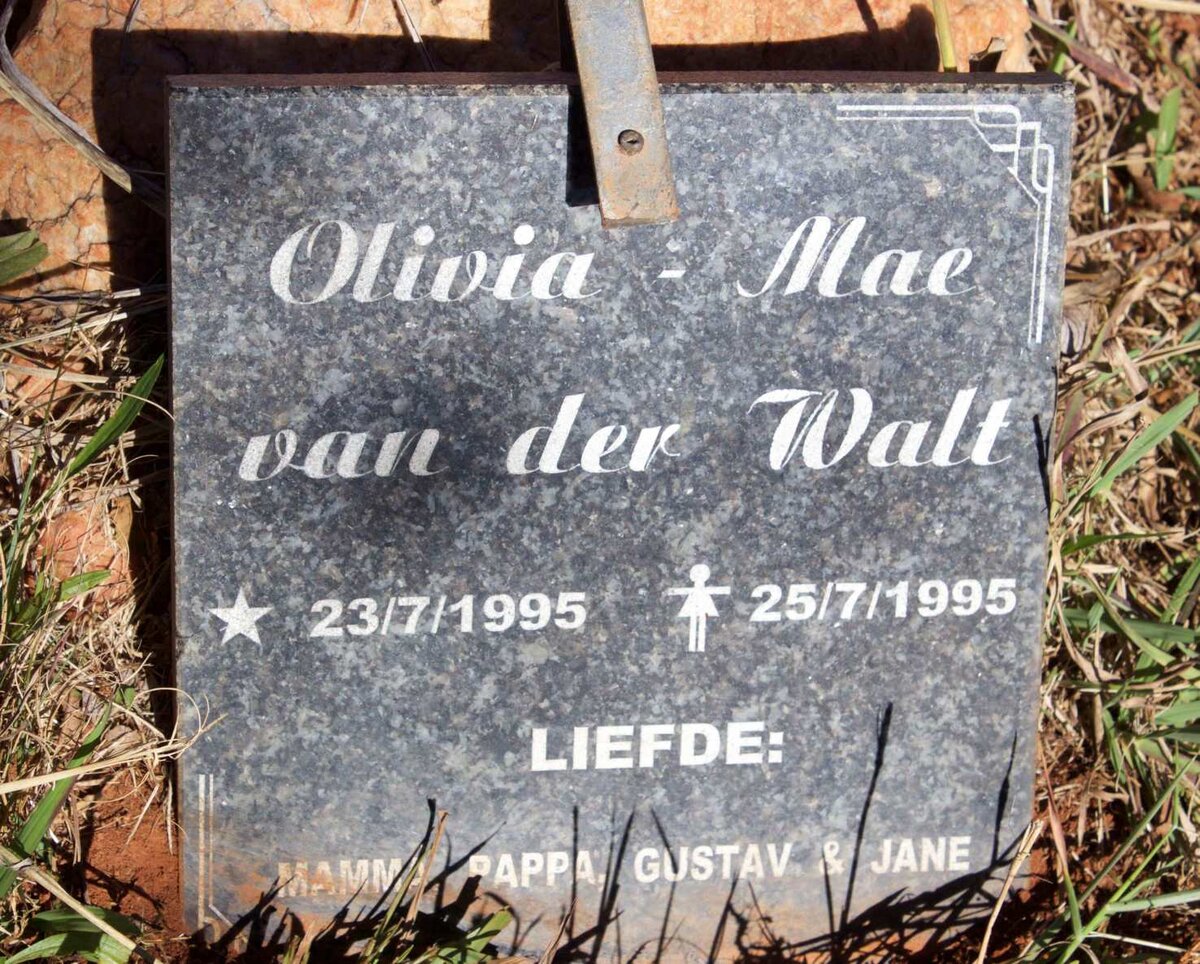 Olivia - Mae
van der Walt
23/7/1995 25/7/1995
LIEFDE:
MAMMA, PAPPA, GUSTAV & JANE